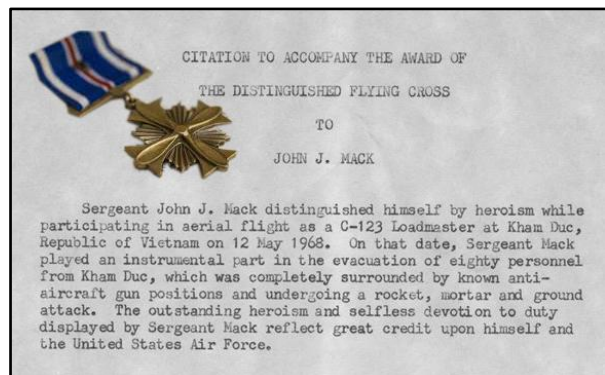 CITATION TO ACCOMPANY THE AWARD OF
THE DISTINGUISHED FLYING CROSS
TO
JOHN J. MACK
Sergeant John J. Mack distinguished himself by heroism while
participating in aerial flight as a C-123 Loadmaster at Kham Duc,
Republic of Vietnam on 12 May 1968. On that date, Sergeant Mack
played an instrumental part in the evacuation of eighty personnel
from Kham Duc, which was completely surrounded by known anti-
aircraft gun positions and undergoing a rocket, mortar and ground
attack. The outstanding heroism and selfless devotion to duty
displayed by Sergeant Mack reflect great credit upon himself and
the United States Air Force.